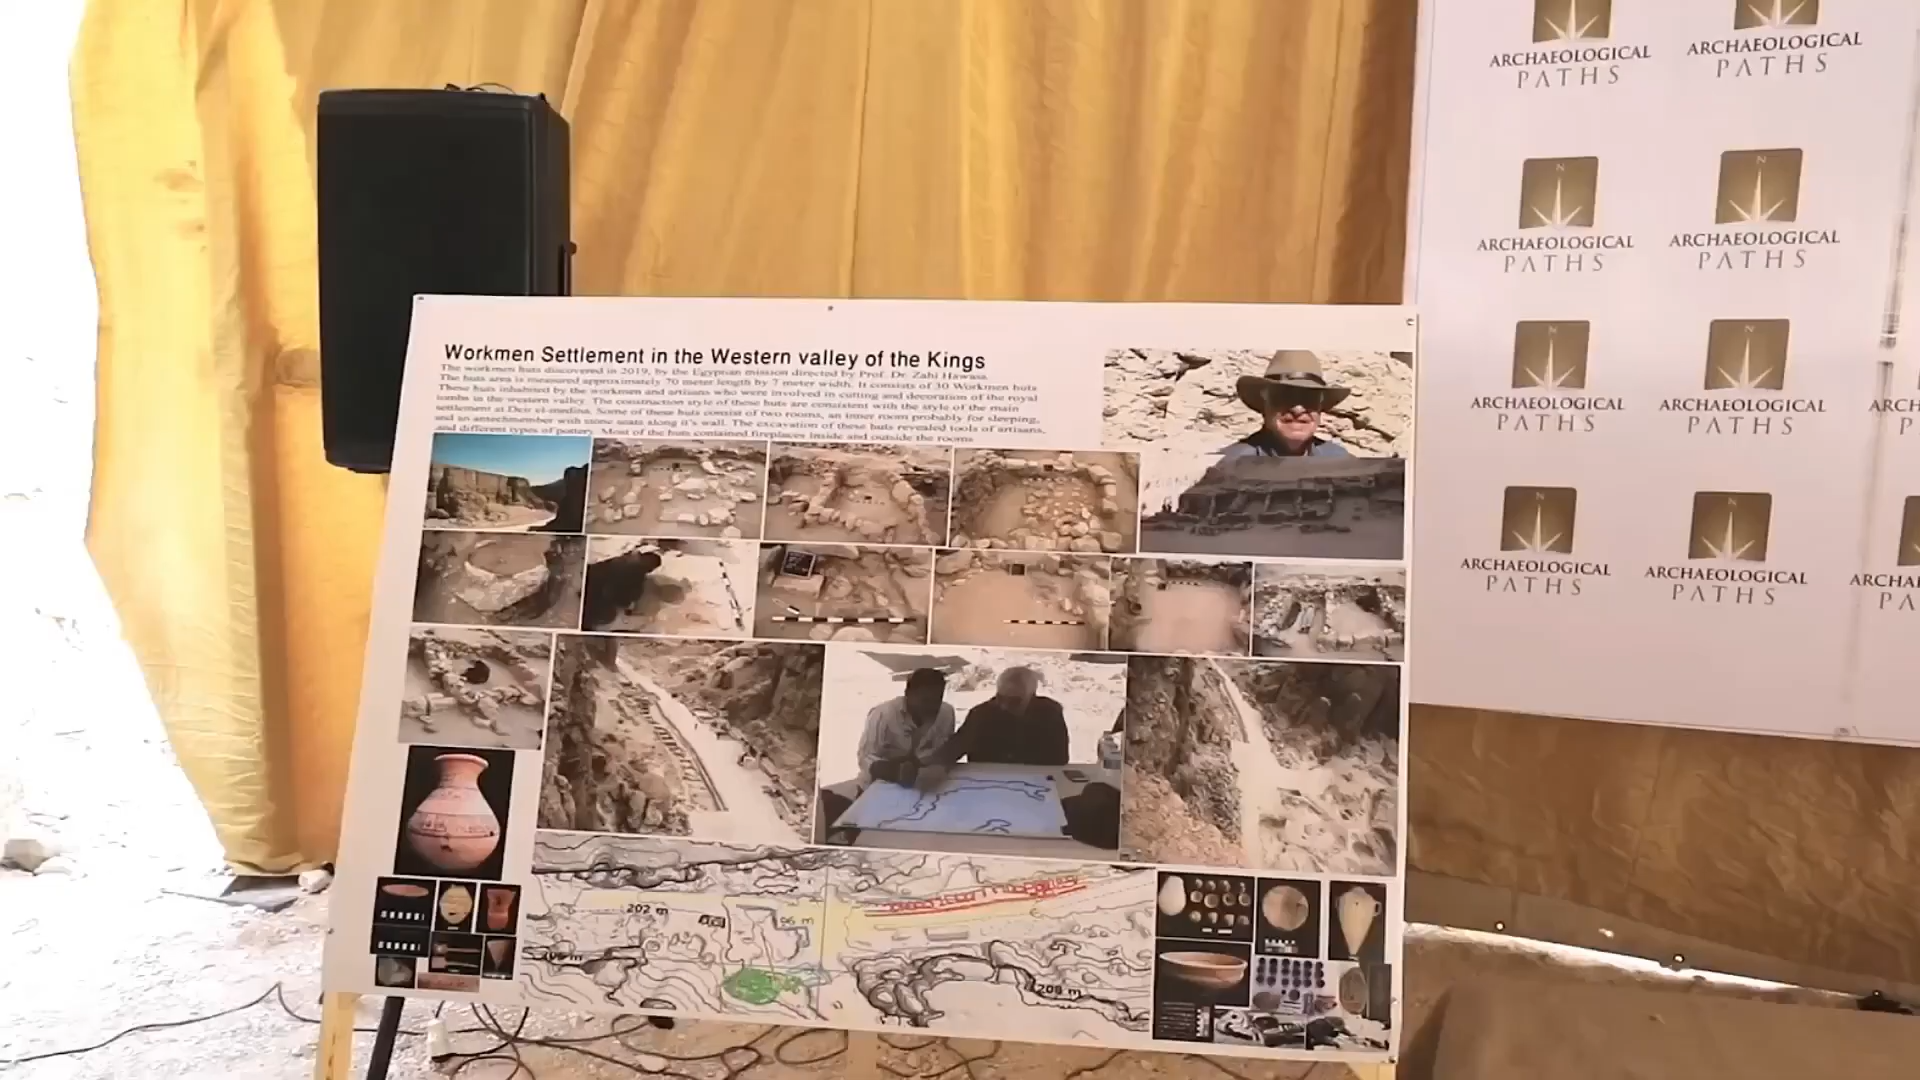 Workmen Settlement in the Western valley of the Kings
The workmen huts discovered in 2019, by the Egyprian mission directed by Prof. Dr. Zahi Hawass.
The huts area is measured approximately 70 meter length by 7 meter width. It consists of 30 Workmen huts
These huts inhabited by the workmen and artisans who were involved in cutting and decoration of the royal
tombs in the western valley. The construction style of those huts are consistent with the style of the main
settlement at Deir el-medina. Some of these huts consist of two rooms, an inner room probably for sleeping,
and an antechamber with stone seats along it's wall. The excavation of these huts revealed tools of artisans,
and different types of pottery. Most of the huts contained fireplaces inside and outside the rooms
202 m
96 m
208 m
ARCHAEOLOGICAL
PATHS
ARCHAEOLOGICAL
PATHS
N
ARCHAEOLOGICAL
PATHS
N
ARCHAEOLOGICAL
PATHS
N
ARCHAEOLOGICAL
PATHS
N
ARCHAEOLOGICAL
PATHS
ARCH
P
N
ARCHAEOLOGICAL
PATHS
N
ARCHAEOLOGICAL
PATHS
ARCHA
PA